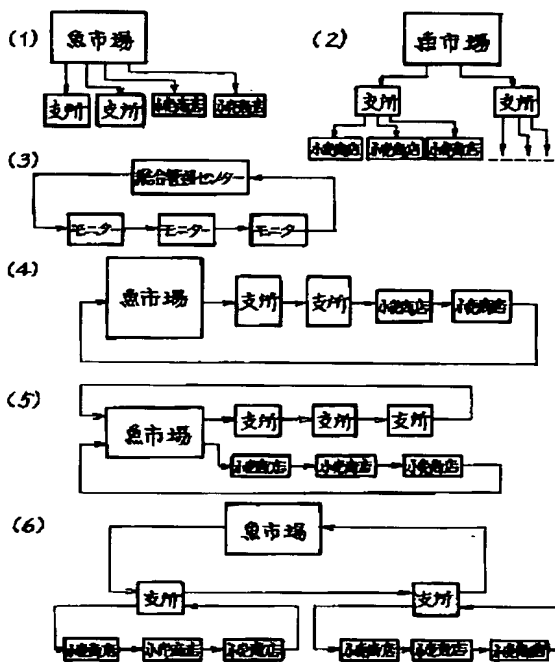 (1) 魚市場
支所 支所 小売商店 小売商店
(2) 魚市場
支所 支所
小売商店 小売商店 小売商店
(3) 総合管理センター
モニター モニター モニター
(4) 魚市場 支所 支所 小売商店 小売商店
(5) 魚市場 支所 支所 支所
小売商店 小売商店 小売商店
(6) 魚市場
支所 支所
小売商店 小売商店 小売商店 小売商店 小売商店 小売商店